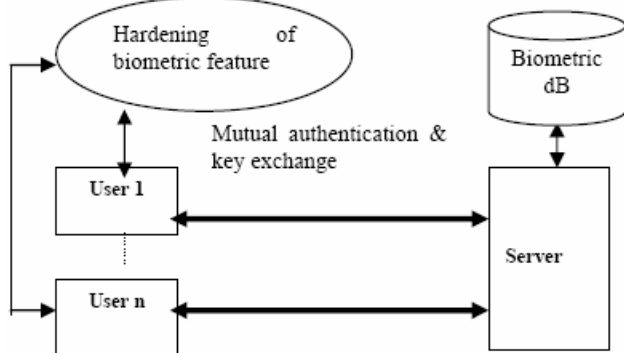 Hardening of
biometric feature
Biometric
dB
Mutual authentication &
key exchange
User 1
Server
User n